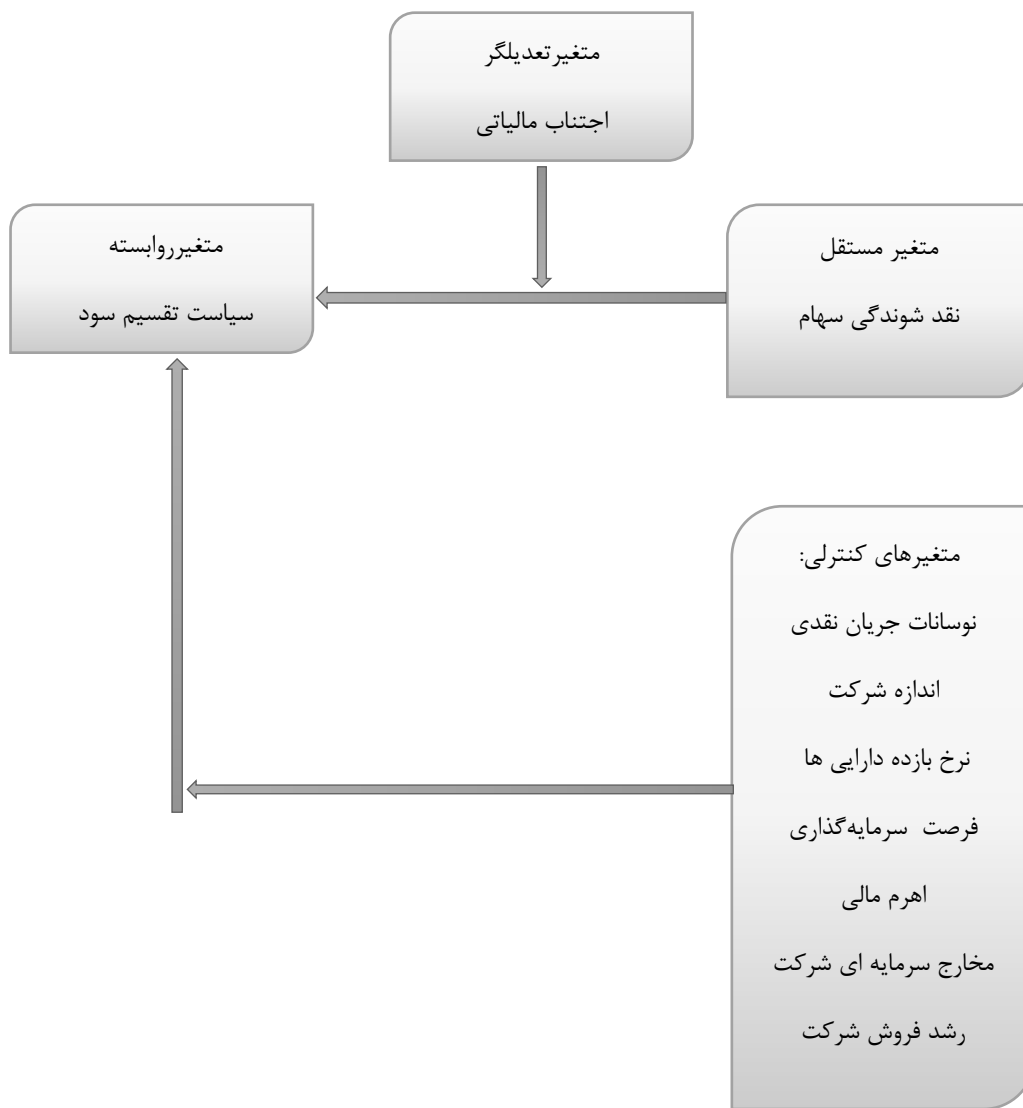 متغیرتعدیلگر
اجتناب مالیاتی
متغیر مستقل
نقد شوندگی سهام
متغیرروابسته
سیاست تقسیم سود
متغیرهای کنترلی:
نوسانات جریان نقدی
اندازه شرکت
نرخ بازده دارایی ها
فرصت سرمایه‌گذاری
اهرم مالی
مخارج سرمایه ای شرکت
رشد فروش شرکت